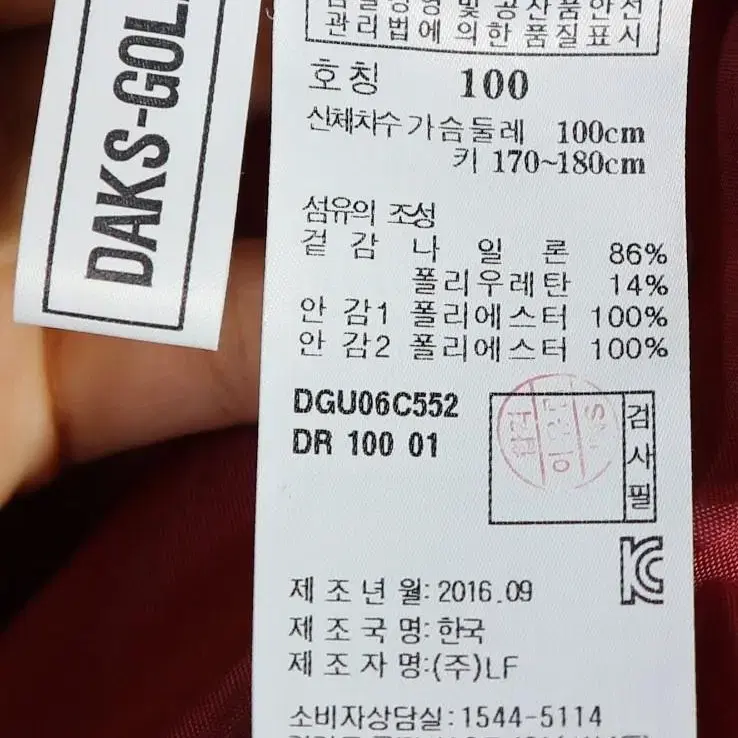 DAKS-GOL
관리법에 의한 품질표시
호칭 100
신체치수 가슴둘레 100cm
키 170~180cm
섬유의 조성
겉 감 나 일 론 86%
폴리우레탄 14%
안 감1 폴리에스터 100%
안 감2 폴리에스터 100%
DGU06C552
DR 100 01
검사필
제 조 년 월: 2016.09
제 조 국 명: 한국
제 조 자 명:(주)LF
소비자상담실:1544-5114